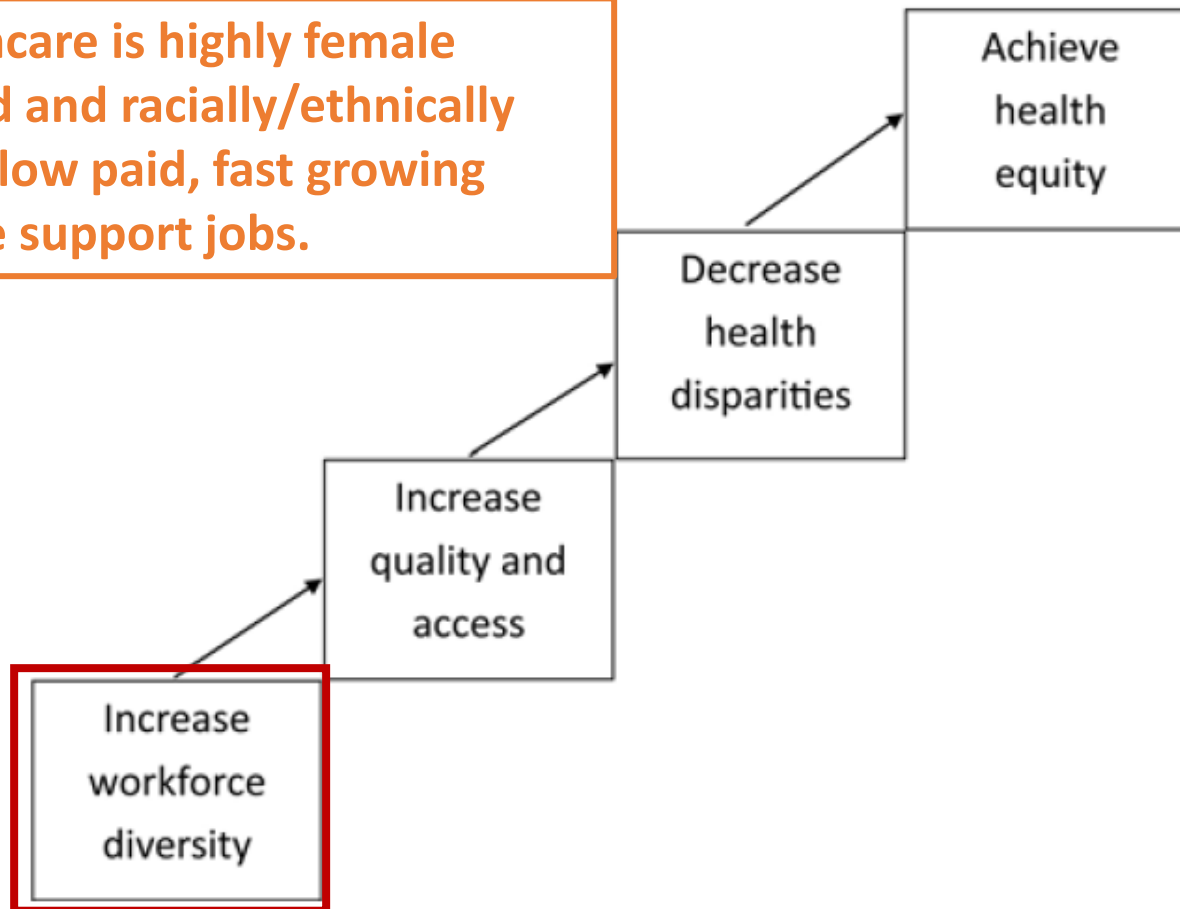 care is highly female
and racially/ethnically
low paid, fast growing
support jobs.
Achieve
health
equity
Decrease
health
disparities
Increase
quality and
access
Increase
workforce
diversity